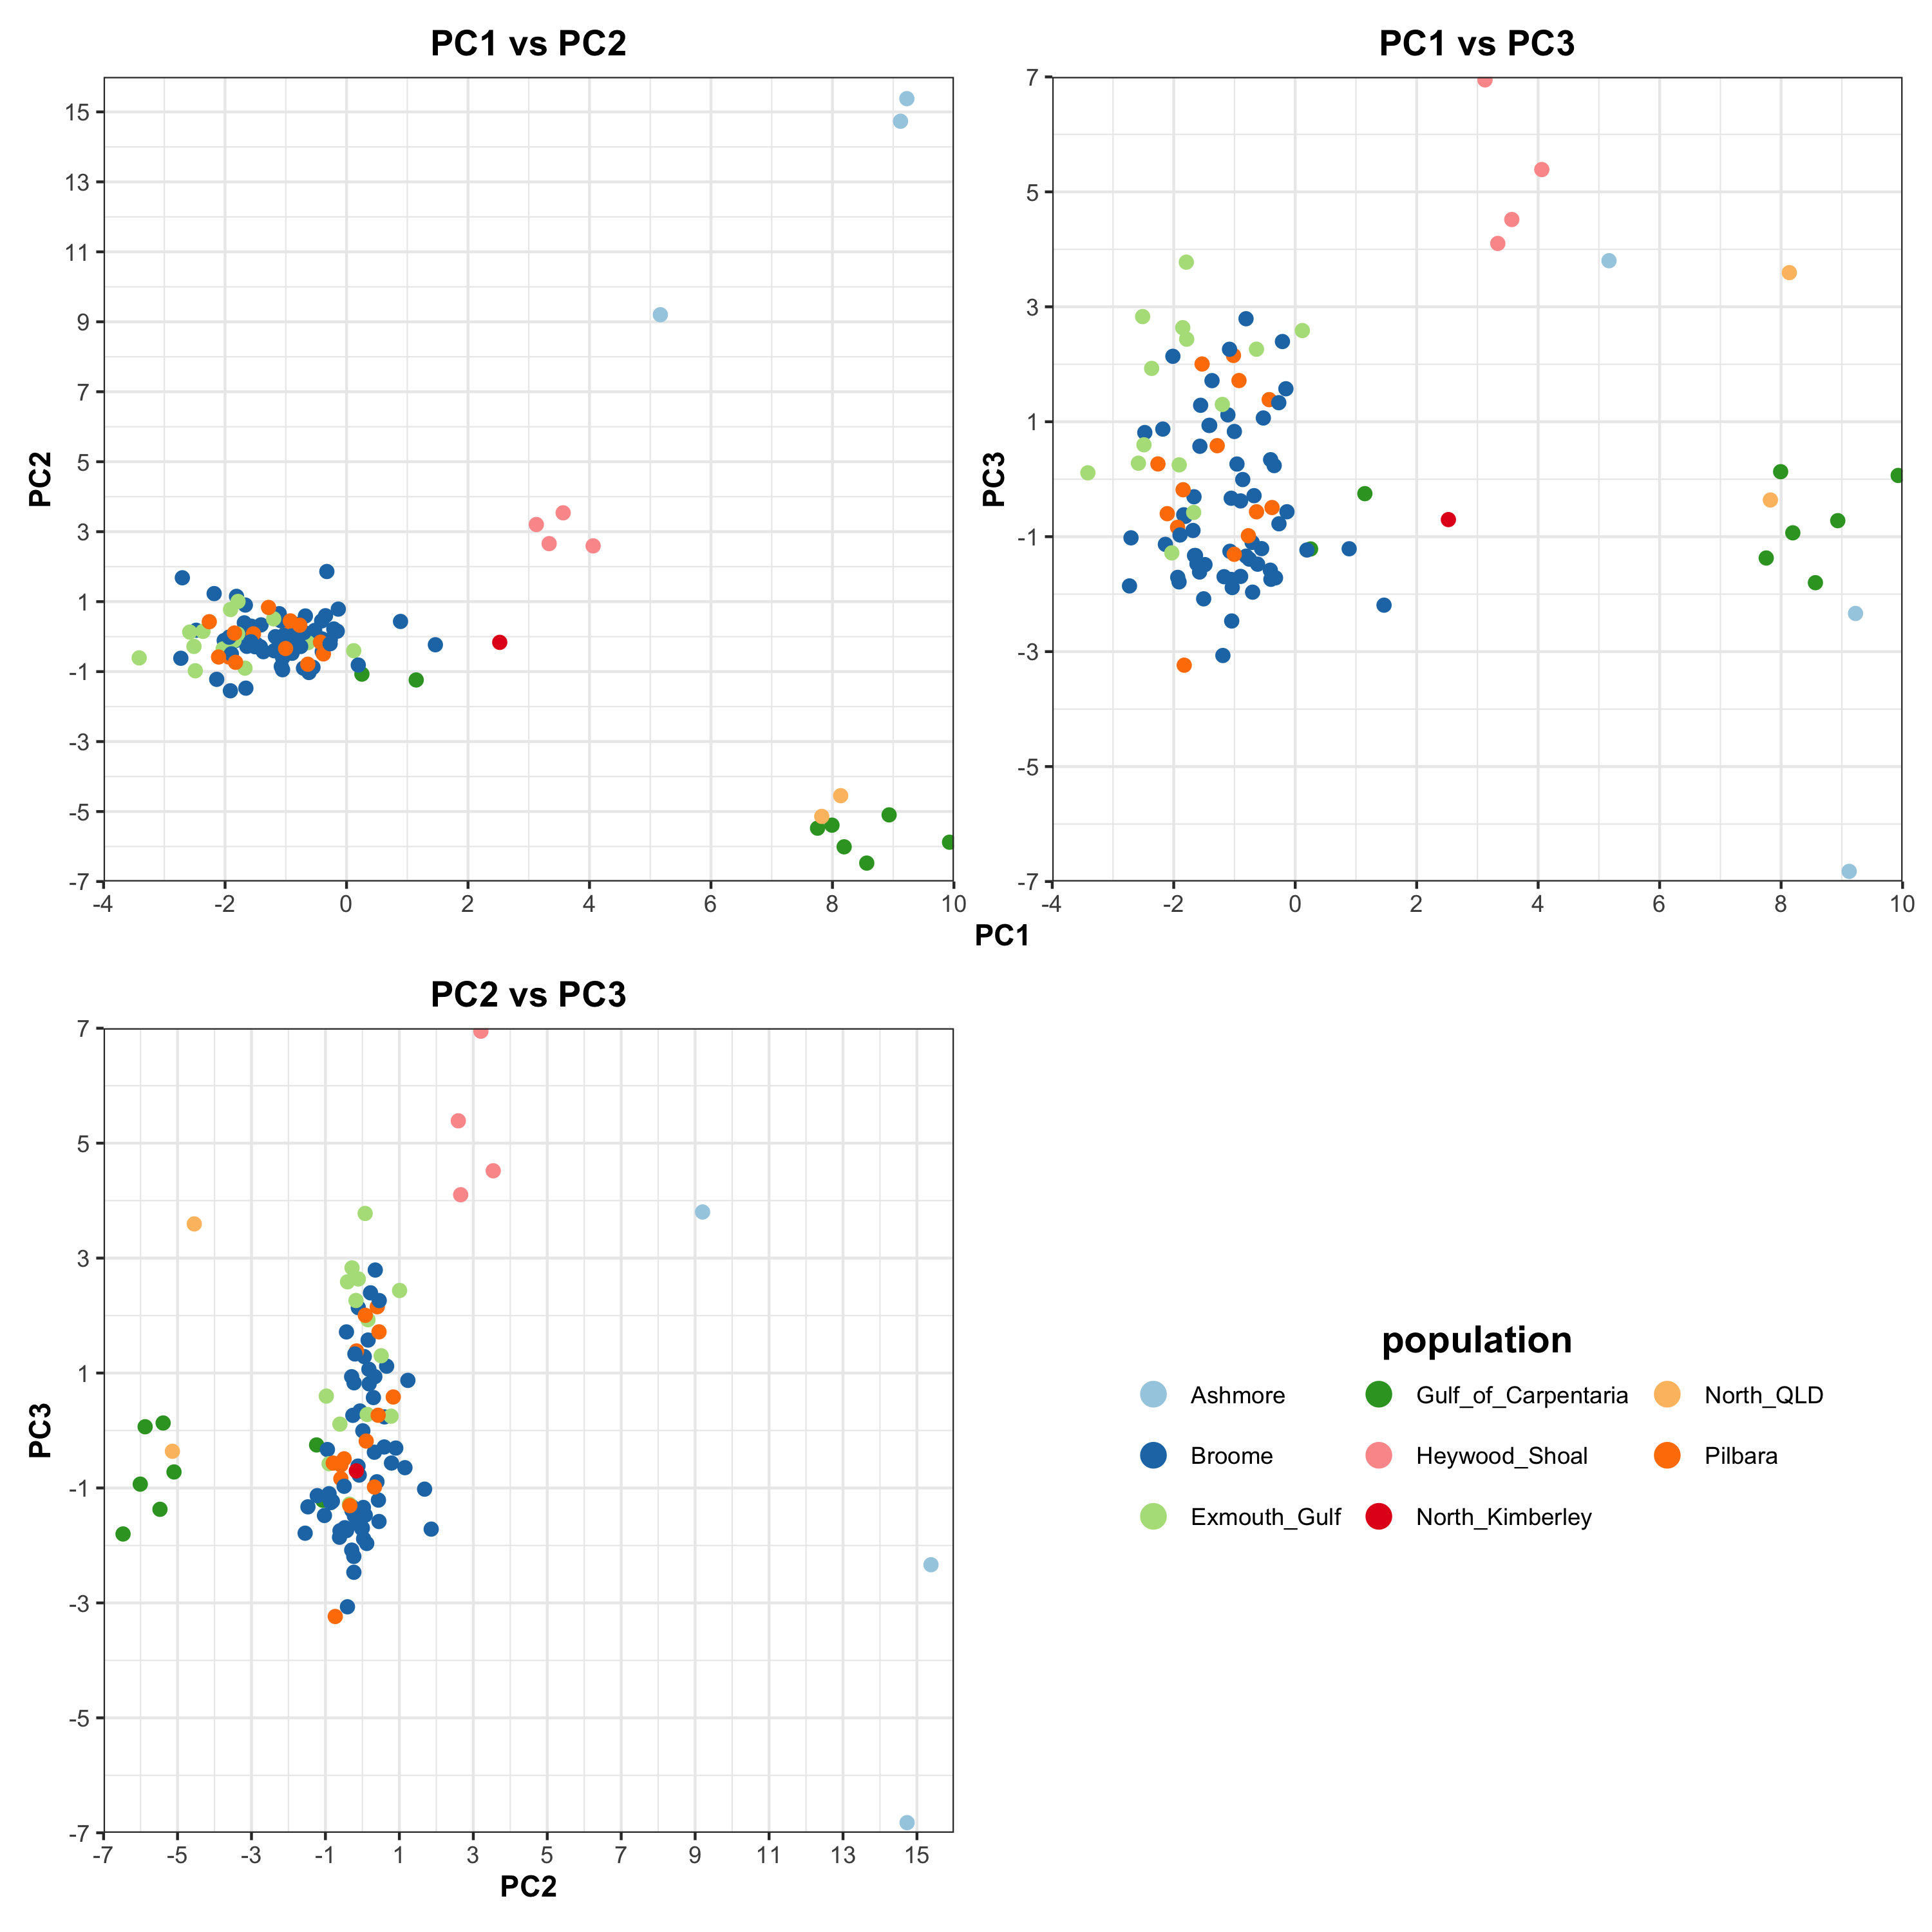 PC1 vs PC2
PC1 vs PC3
15
13
11
9
7
5
3
1
-1
-3
-5
-7
PC2
-4 -2 0 2 4 6 8 10
7
5
3
1
-1
-3
-5
-7
PC3
-4 -2 0 2 4 6 8 10
PC1
PC2 vs PC3
7
5
3
1
-1
-3
-5
-7
PC3
-7 -5 -3 -1 1 3 5 7 9 11 13 15
PC2
population
Ashmore Gulf_of_Carpentaria North_QLD
Broome Heywood_Shoal Pilbara
Exmouth_Gulf North_Kimberley